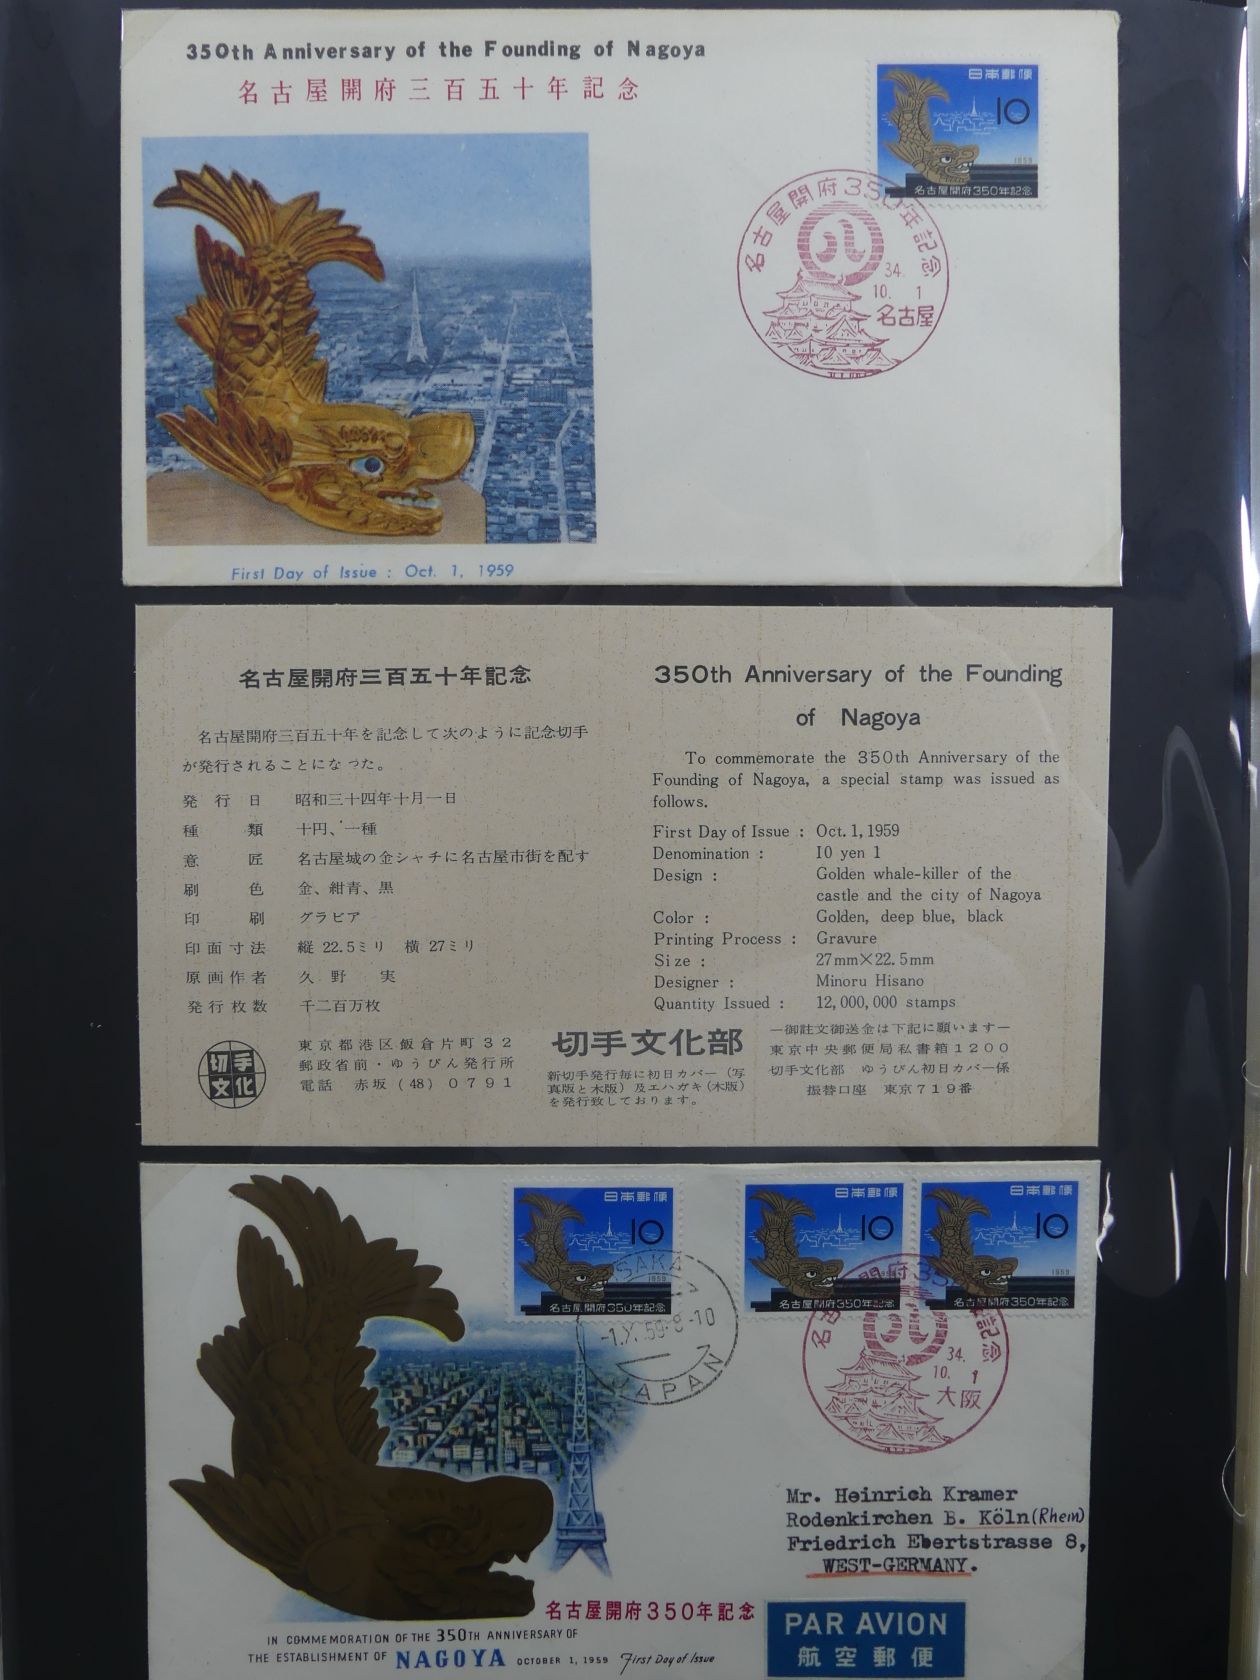 350th Anniversary of the Founding of Nagoya
名古屋開府三百五十年記念
日本郵便
10
1959
名古屋開府350年記念
名古屋開府350年記念
34.
10. 1
名古屋
First Day of Issue : Oct. 1, 1959
名古屋開府三百五十年記念
名古屋開府三百五十年を記念して次のように記念切手
が発行されることになつた。
発行日 昭和三十四年十月一日
種類 十円、一種
意匠 名古屋城の金シャチに名古屋市街を配す
刷色 金、紺青、黒
印刷 グラビア
印面寸法 縦 22.5ミリ 横 27ミリ
原画作者 久野 実
発行枚数 千二百万枚
切手文化
東京都港区飯倉片町32
郵政省前・ゆうびん発行所
電話 赤坂(48)0791
350th Anniversary of the Founding
of Nagoya
To commemorate the 350th Anniversary of the
Founding of Nagoya, a special stamp was issued as
follows.
First Day of Issue : Oct. 1, 1959
Denomination : 10 yen 1
Design : Golden whale-killer of the
castle and the city of Nagoya
Color : Golden, deep blue, black
Printing Process : Gravure
Size : 27mm×22.5mm
Designer : Minoru Hisano
Quantity Issued : 12,000,000 stamps
切手文化部
新切手発行毎に初日カバー(写
真版と木版)及エハガキ(木版)
を発行致しております。
—御註文御送金は下記に願います—
東京中央郵便局私書箱1200
切手文化部 ゆうびん初日カバー係
振替口座 東京719番
日本郵便
10
1959
名古屋開府350年記念
日本郵便
10
1959
名古屋開府350年記念
日本郵便
10
1959
名古屋開府350年記念
OSAKA
-1.X.59.8-10
JAPAN
34.
10. 1
大阪
Mr. Heinrich Kramer
Rodenkirchen B. Köln(Rhein)
Friedrich Ebertstrasse 8,
WEST-GERMANY.
名古屋開府350年記念
IN COMMEMORATION OF THE 350TH ANNIVERSARY OF
THE ESTABLISHMENT OF NAGOYA OCTOBER 1, 1959 First Day of Issue
PAR AVION
航空郵便